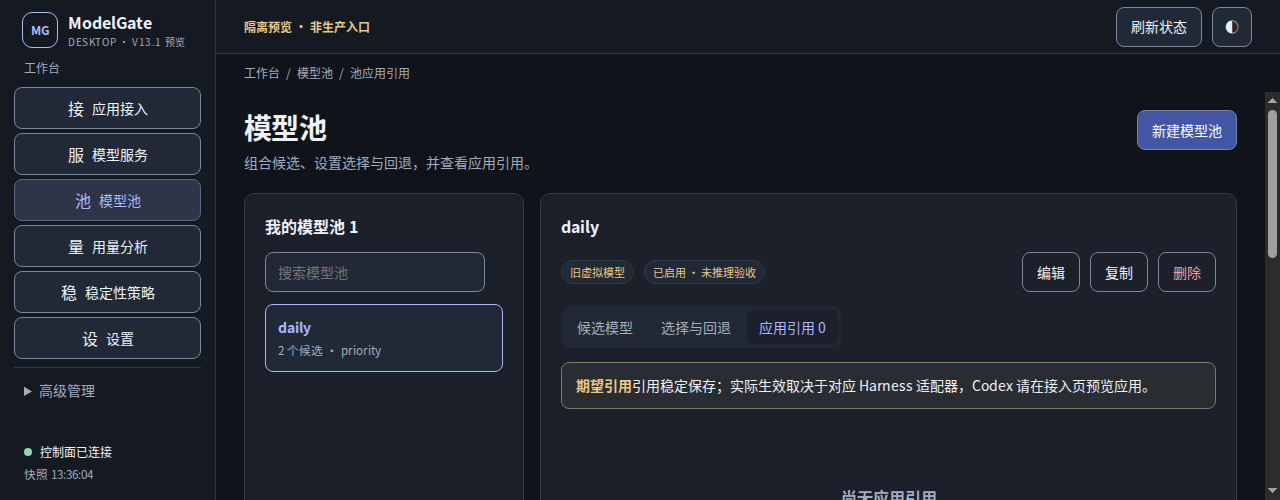 MG
ModelGate
DESKTOP · V13.1 预览
工作台
接 应用接入
服 模型服务
池 模型池
量 用量分析
稳 稳定性策略
设 设置
▶ 高级管理
控制面已连接
快照 13:36:04
隔离预览 · 非生产入口
刷新状态
工作台 / 模型池 / 池应用引用
模型池
组合候选、设置选择与回退，并查看应用引用。
新建模型池
我的模型池 1
搜索模型池
daily
2 个候选 · priority
daily
旧虚拟模型
已启用 · 未推理验收
编辑
复制
删除
候选模型
选择与回退
应用引用 0
期望引用引用稳定保存；实际生效取决于对应 Harness 适配器，Codex 请在接入页预览应用。
尚无应用引用